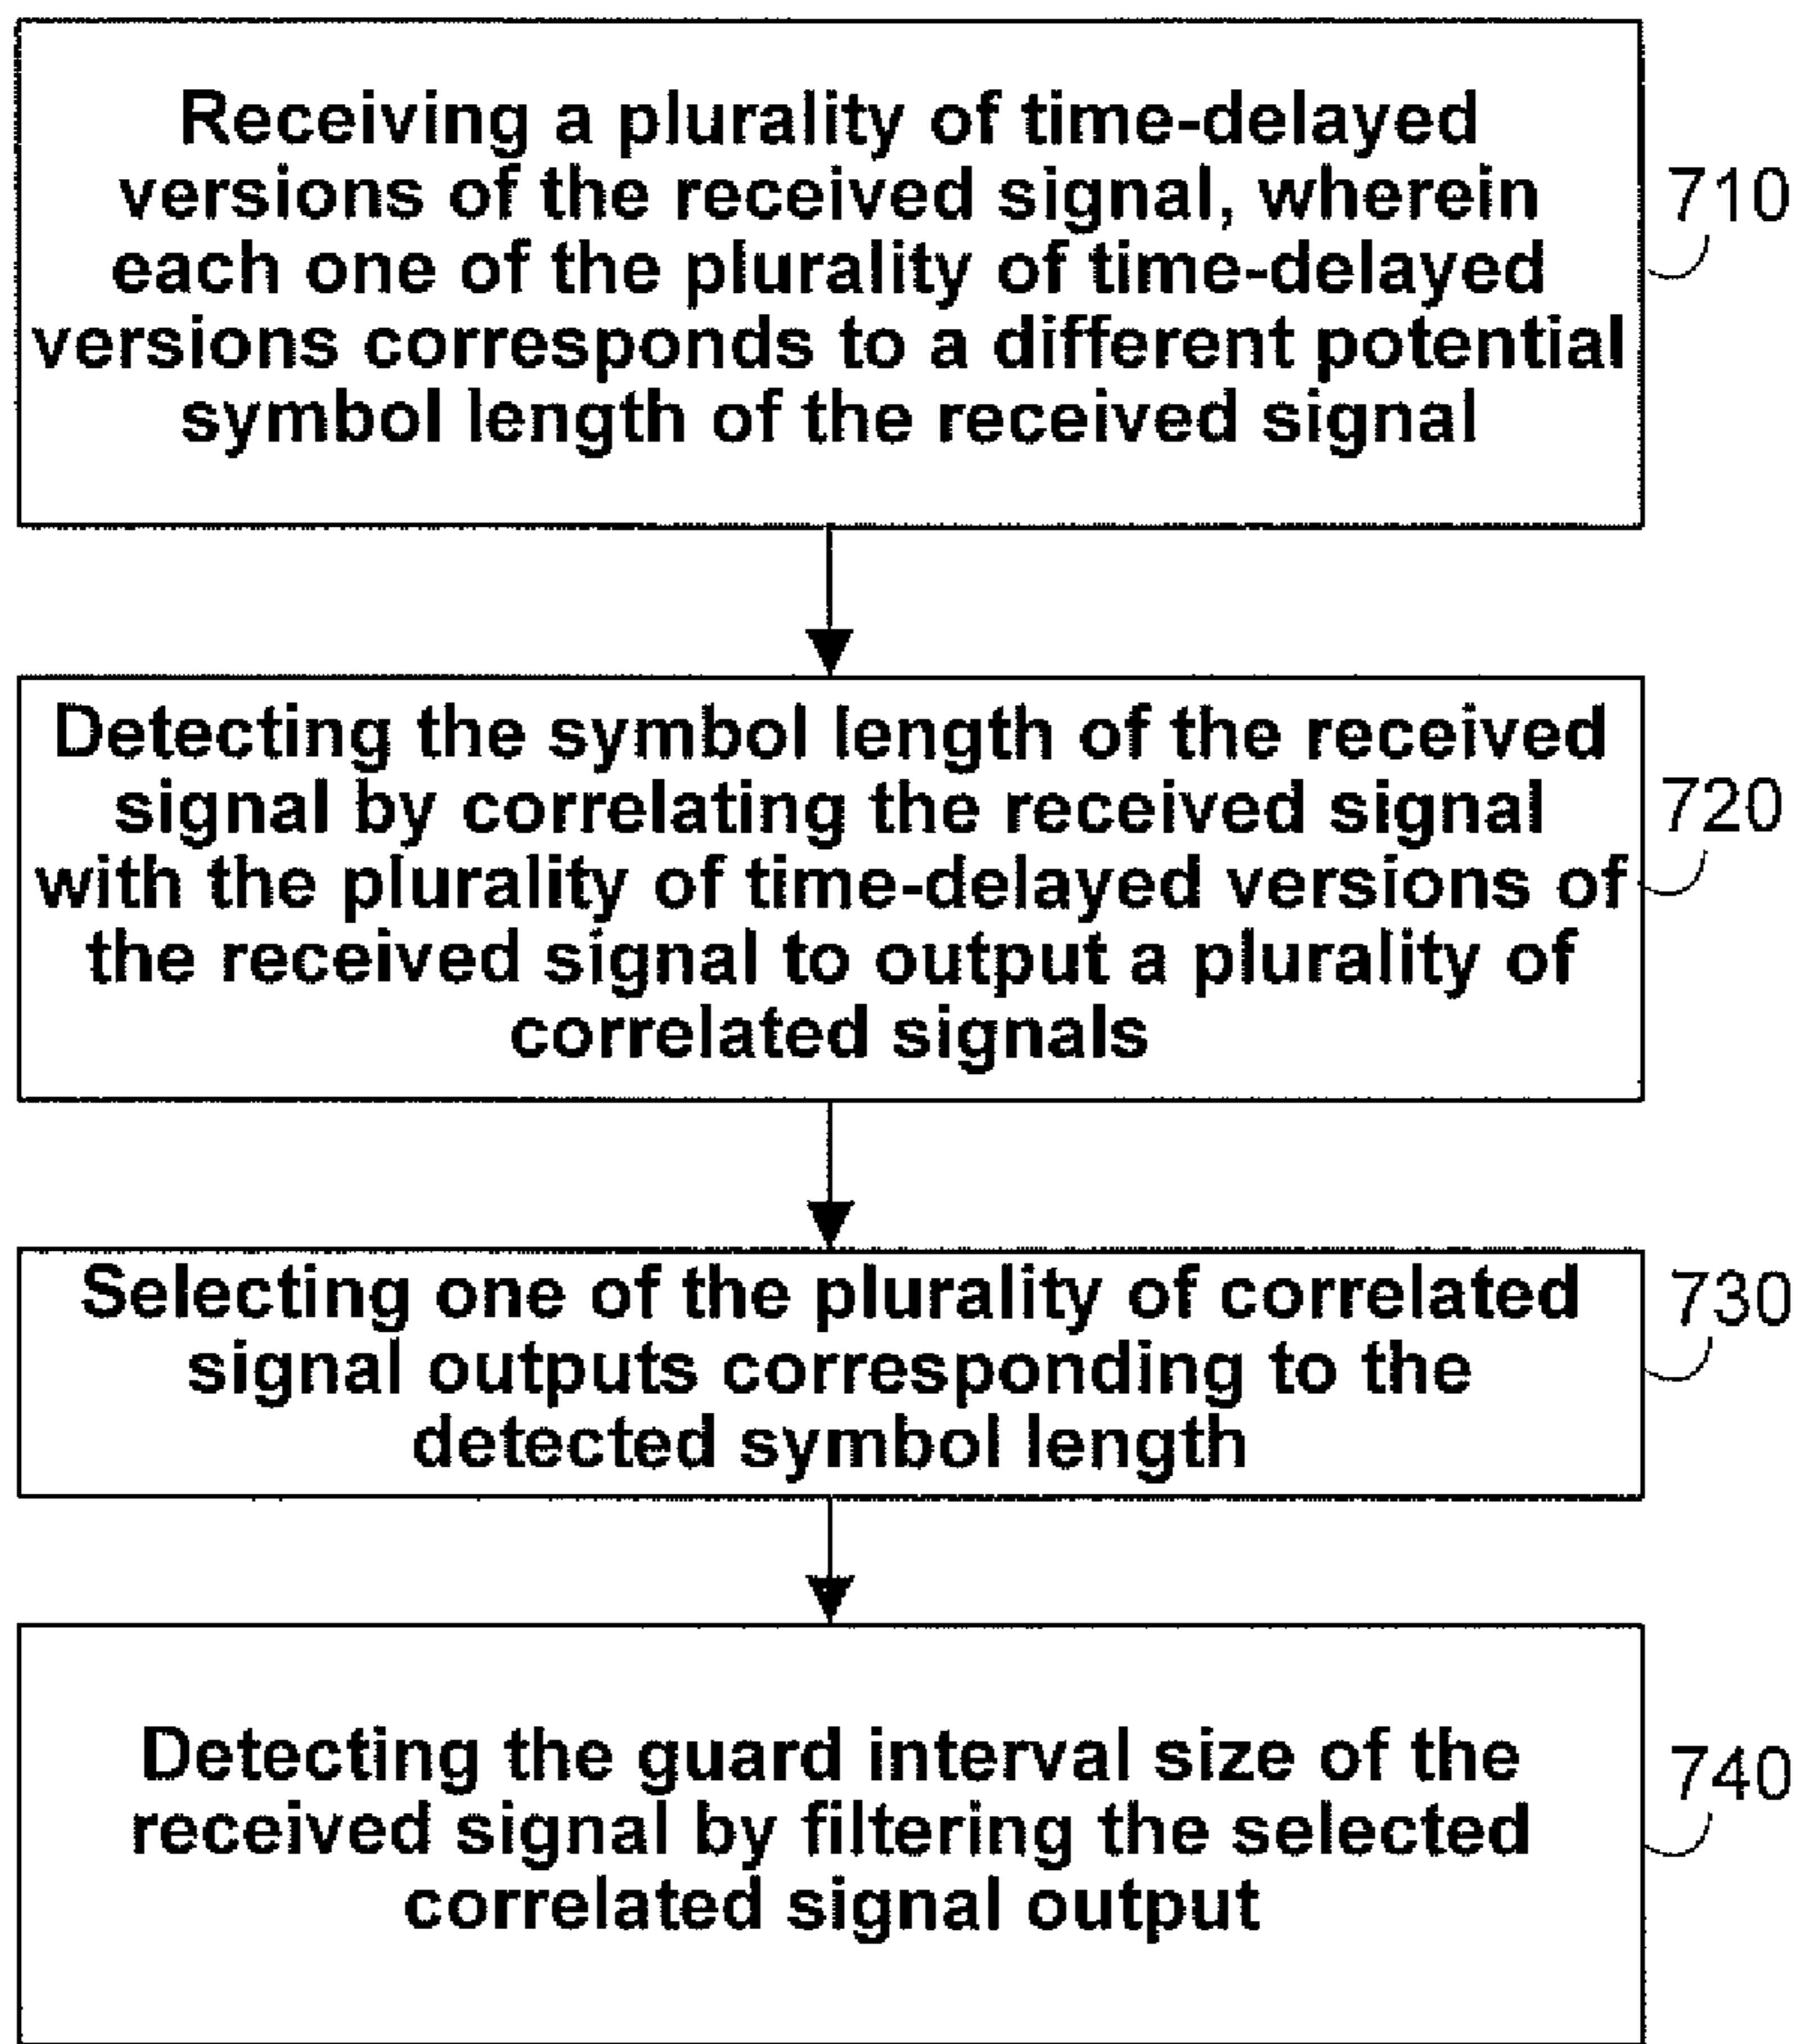 Receiving a plurality of time-delayed
versions of the received signal, wherein
each one of the plurality of time-delayed
versions corresponds to a different potential
symbol length of the received signal
710
Detecting the symbol length of the received
signal by correlating the received signal
with the plurality of time-delayed versions of
the received signal to output a plurality of
correlated signals
720
Selecting one of the plurality of correlated
signal outputs corresponding to the
detected symbol length
730
Detecting the guard interval size of the
received signal by filtering the selected
correlated signal output
740